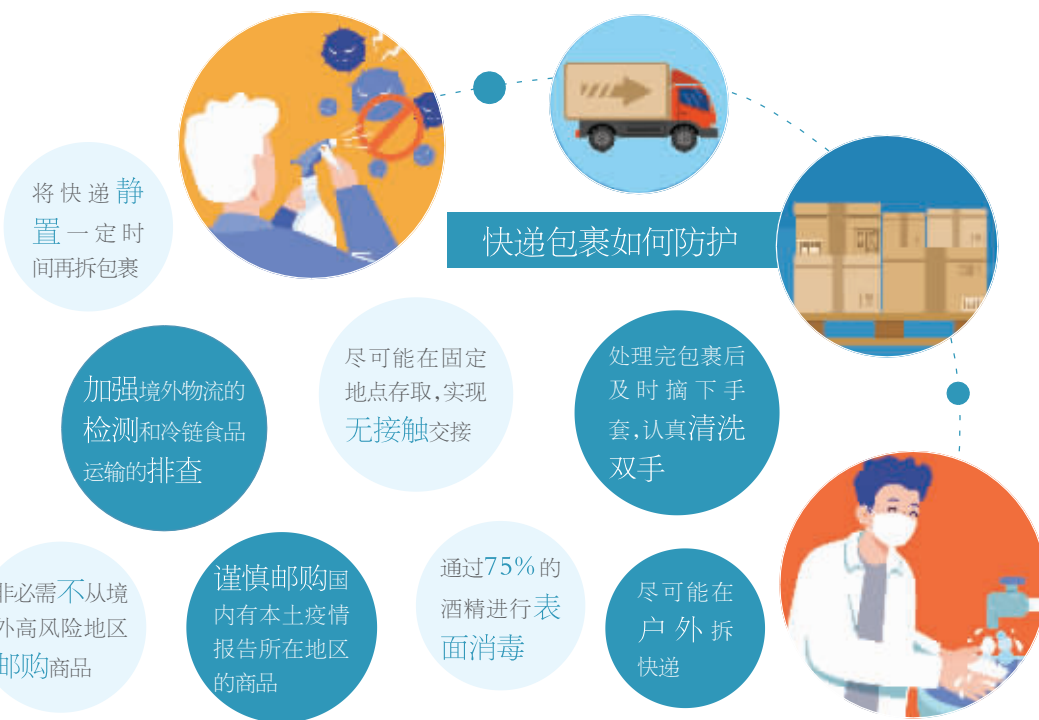 快递包裹如何防护
将快递静
置一定时
间再拆包裹
加强境外物流的
检测和冷链食品
运输的排查
尽可能在固定
地点存取,实现
无接触交接
处理完包裹后
及时摘下手
套,认真清洗
双手
非必需不从境
外高风险地区
邮购商品
谨慎邮购国
内有本土疫情
报告所在地区
的商品
通过75%的
酒精进行表
面消毒
尽可能在
户外拆
快递